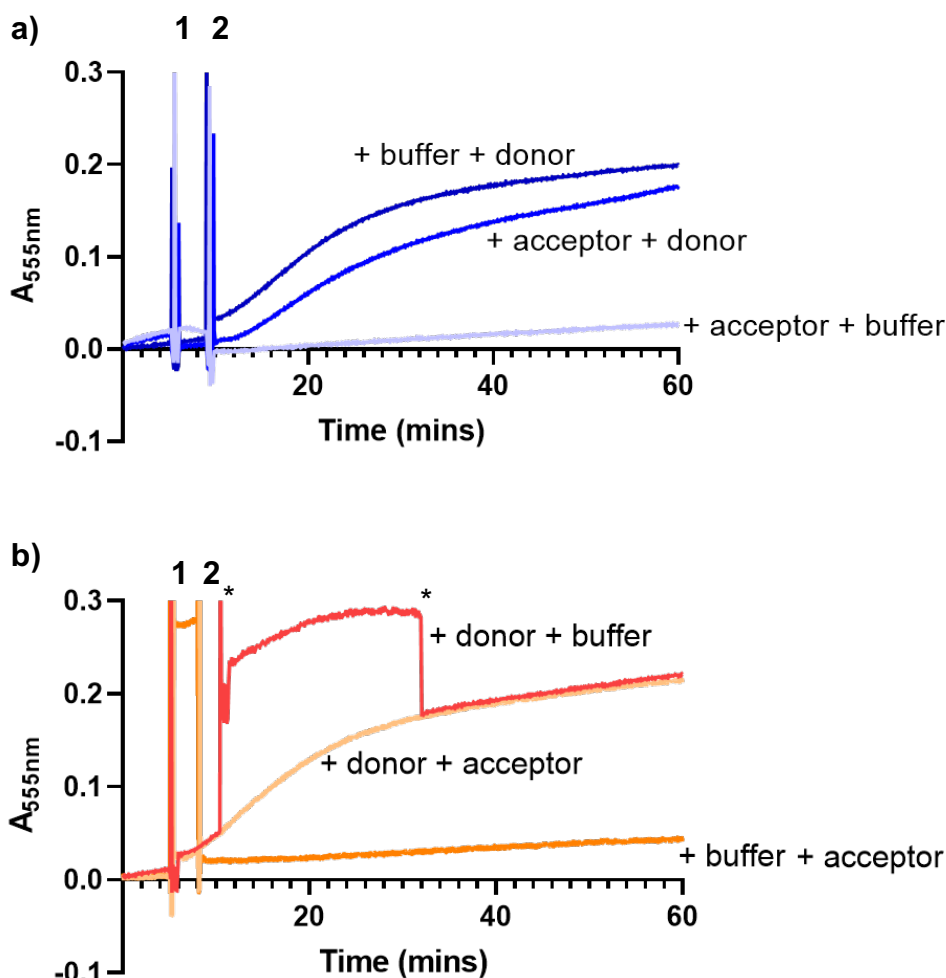 a)
1 2
0.3
+ buffer + donor
0.2
+ acceptor + donor
0.1
A555nm
+ acceptor + buffer
0.0
20 40 60
Time (mins)
-0.1
b)
1 2 * *
0.3
+ donor + buffer
0.2
+ donor + acceptor
0.1
A555nm
+ buffer + acceptor
0.0
20 40 60
Time (mins)
-0.1